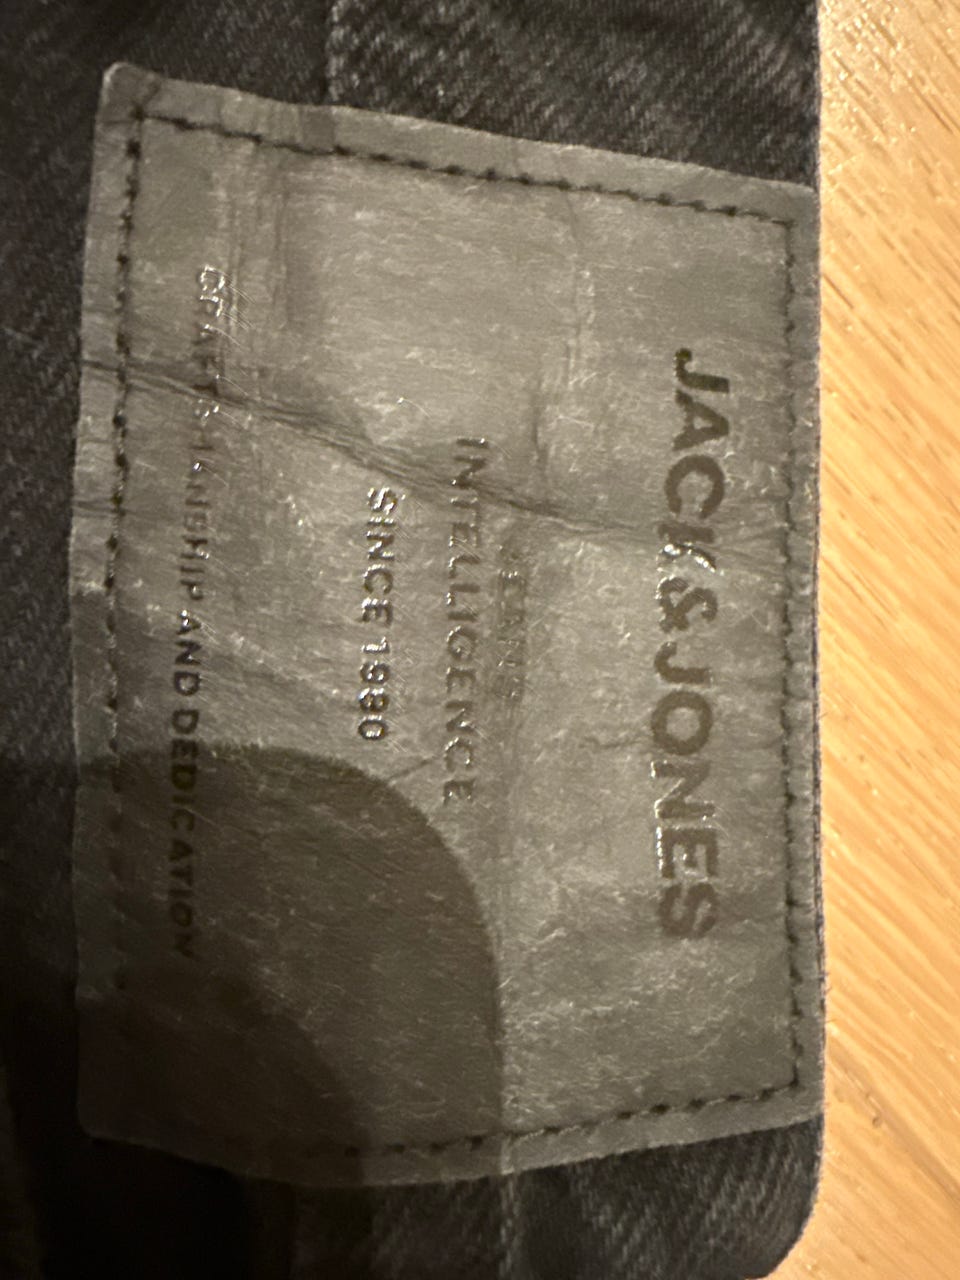 JACK&JONES
JEANS
INTELLIGENCE
SINCE 1990
CRAFTSMANSHIP AND DEDICATION